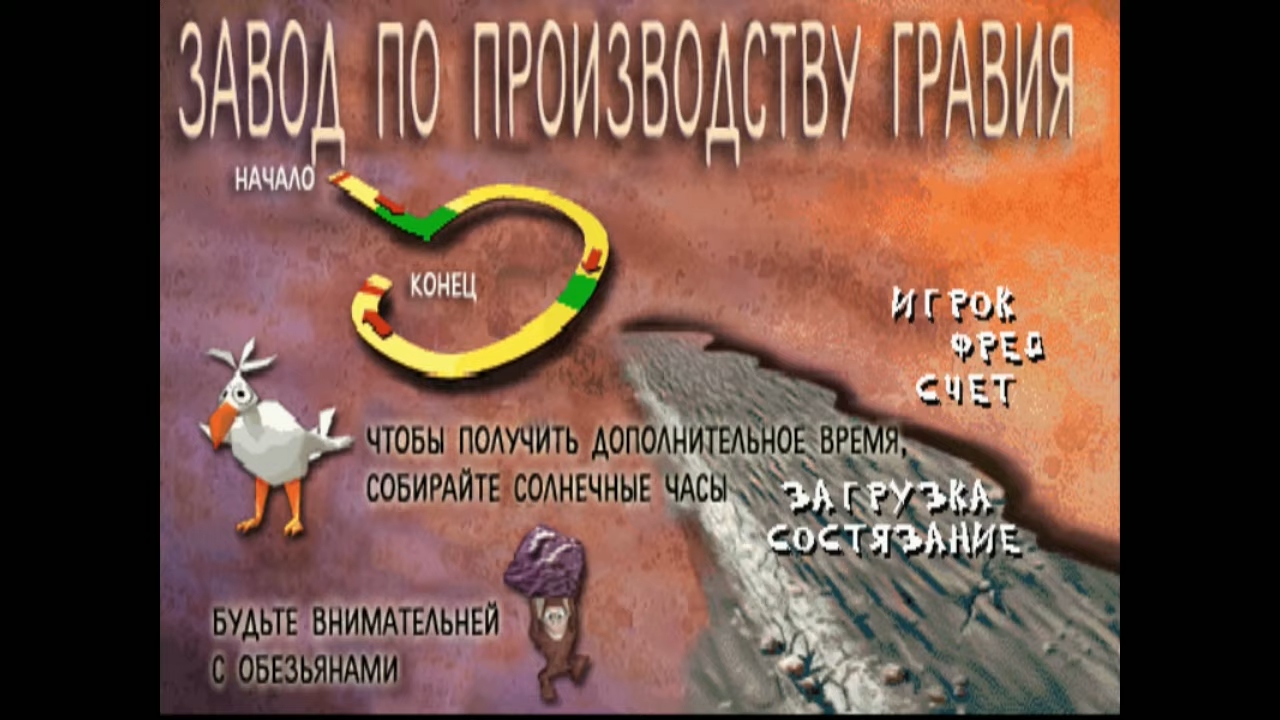 ЗАВОД ПО ПРОИЗВОДСТВУ ГРАВИЯ
НАЧАЛО
КОНЕЦ
ИГРОК
ФРЕД
СЧЕТ
ЧТОБЫ ПОЛУЧИТЬ ДОПОЛНИТЕЛЬНОЕ ВРЕМЯ,
СОБИРАЙТЕ СОЛНЕЧНЫЕ ЧАСЫ
ЗАГРУЗКА
СОСТЯЗАНИЕ
БУДЬТЕ ВНИМАТЕЛЬНЕЙ
С ОБЕЗЬЯНАМИ